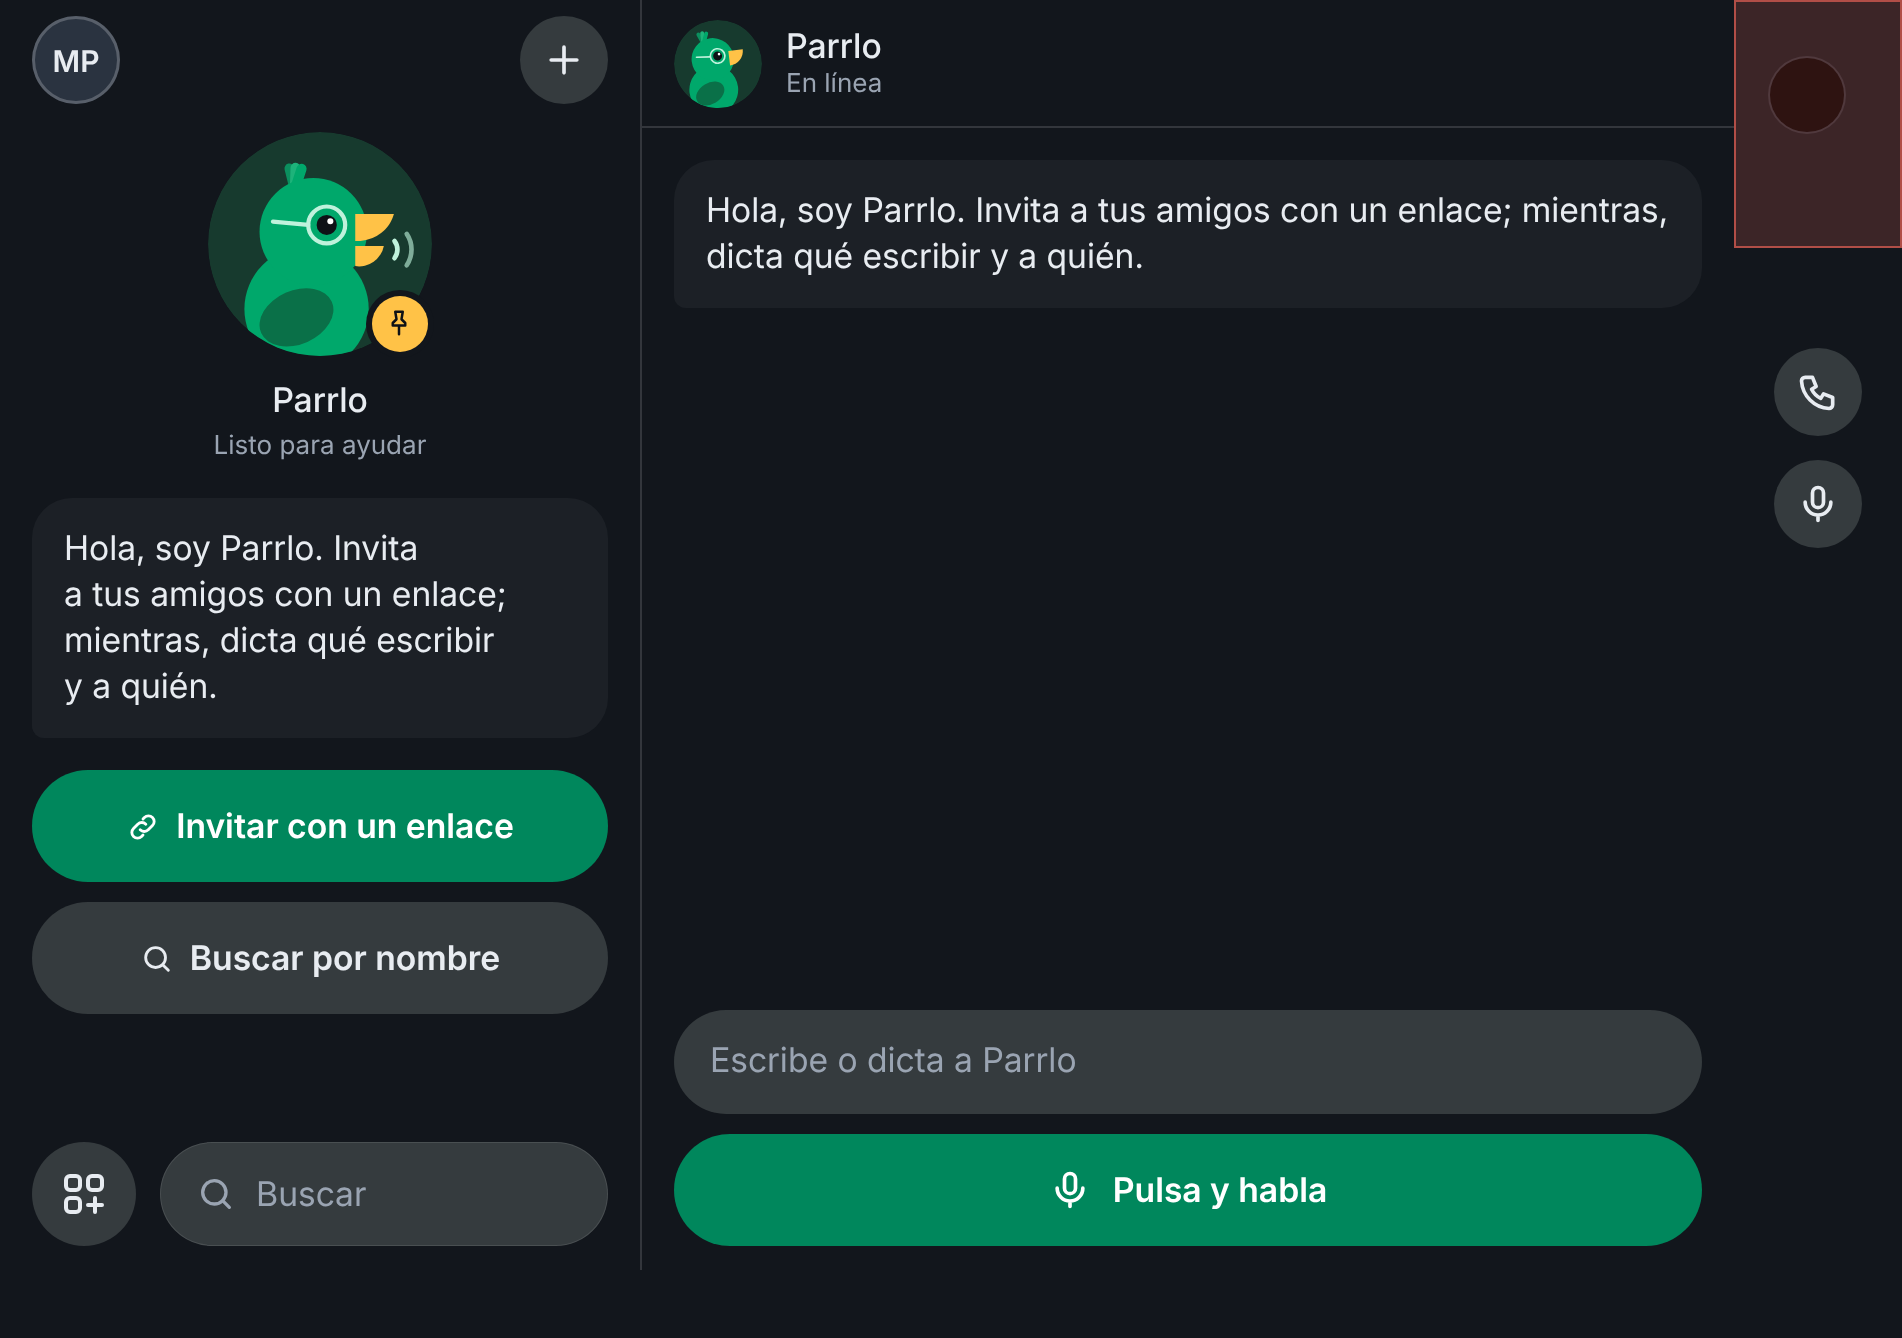 MP
Parrlo
Listo para ayudar
Hola, soy Parrlo. Invita
a tus amigos con un enlace;
mientras, dicta qué escribir
y a quién.
Invitar con un enlace
Buscar por nombre
Buscar
Parrlo
En línea
Hola, soy Parrlo. Invita a tus amigos con un enlace; mientras,
dicta qué escribir y a quién.
Escribe o dicta a Parrlo
Pulsa y habla